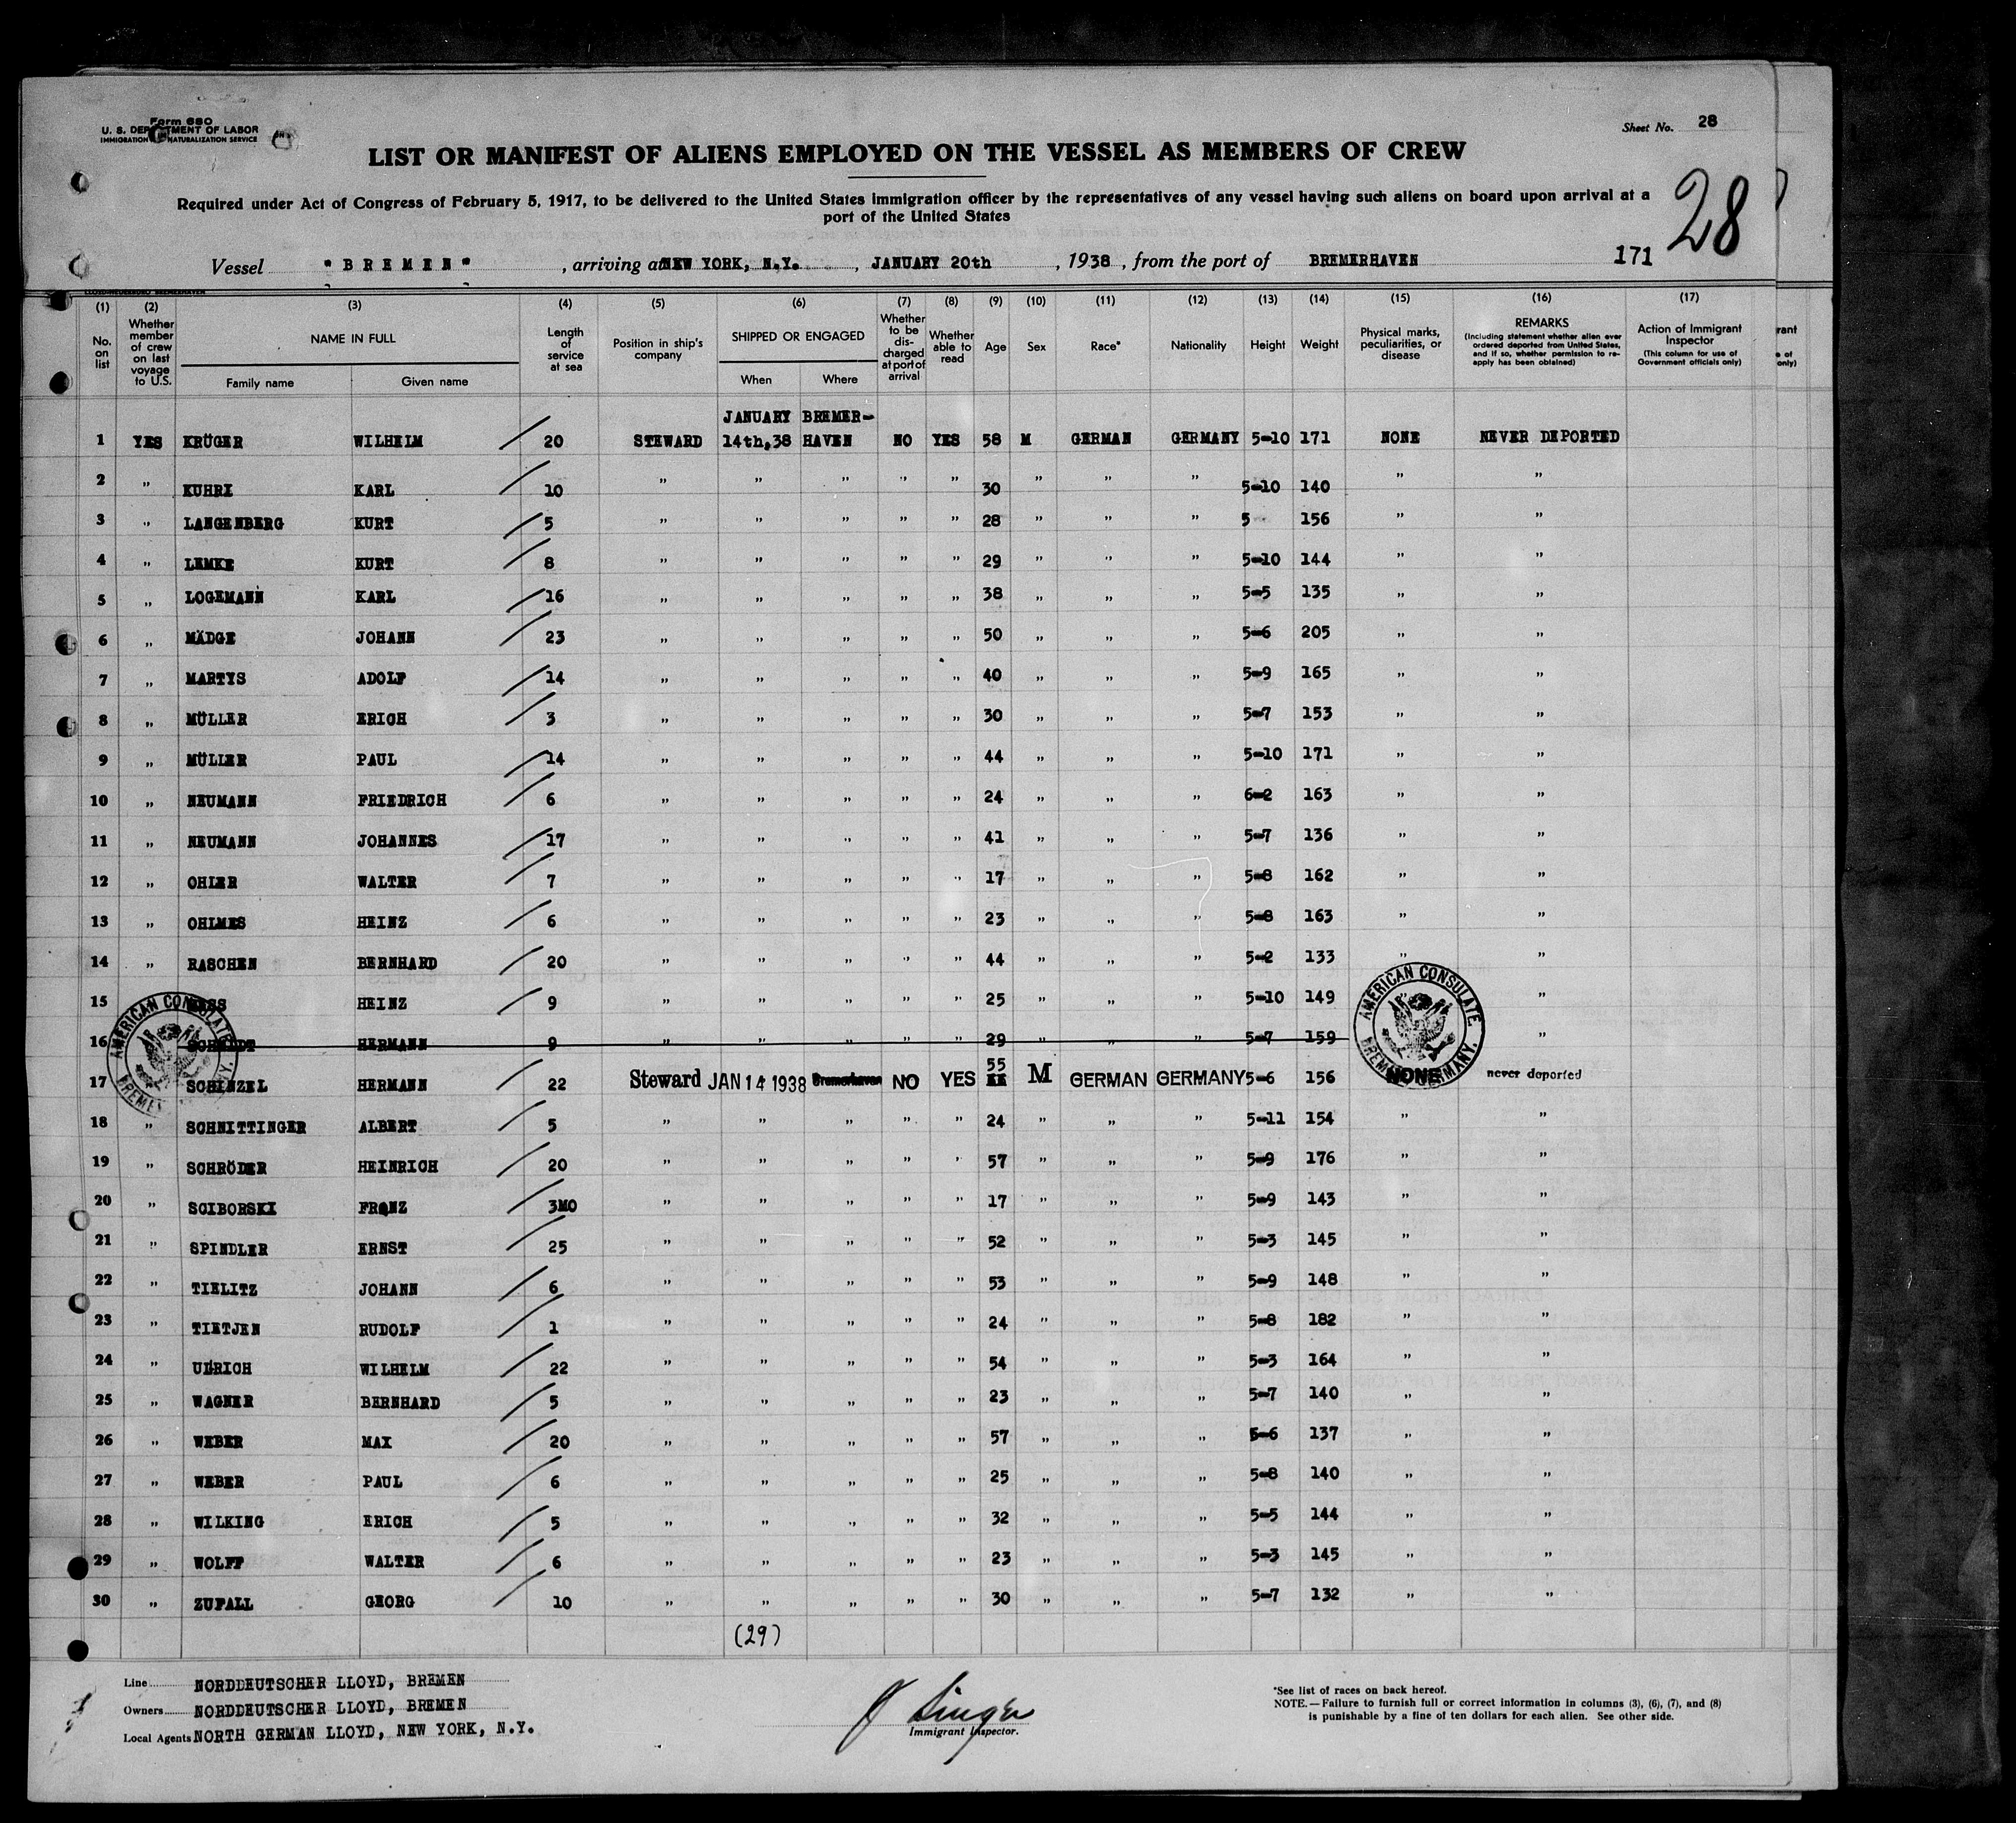 Form 680
U. S. DEPARTMENT OF LABOR
IMMIGRATION NATURALIZATION SERVICE
Sheet No. 28
LIST OR MANIFEST OF ALIENS EMPLOYED ON THE VESSEL AS MEMBERS OF CREW
28
Required under Act of Congress of February 5, 1917, to be delivered to the United States immigration officer by the representatives of any vessel having such aliens on board upon arrival at a
port of the United States
Vessel "BREMEN", arriving at NEW YORK, N.Y., JANUARY 20th, 1938, from the port of BREMERHAVEN 171
(1) (2) (3) (4) (5) (6) (7) (8) (9) (10) (11) (12) (13) (14) (15) (16) (17)
No. on list
Whether member of crew on last voyage to U.S.
NAME IN FULL
Family name Given name
Length of service at sea
Position in ship's company
SHIPPED OR ENGAGED
When Where
Whether to be discharged at port of arrival
Whether able to read
Age Sex Race* Nationality Height Weight
Physical marks, peculiarities, or disease
REMARKS
(Including statement whether alien ever ordered deported from United States, and if so, whether permission to re-apply has been obtained)
Action of Immigrant Inspector
(This column for use of Government officials only)
JANUARY BREMER-
1 YES KRÜGER WILHELM 20 STEWARD 14th,38 HAVEN NO YES 58 M GERMAN GERMANY 5-10 171 NONE NEVER DEPORTED
2 " KUHRI KARL 10 " " " " " 30 " " " 5-10 140 " "
3 " LANGENBERG KURT 5 " " " " " 28 " " " 5 156 " "
4 " LEMKE KURT 8 " " " " " 29 " " " 5-10 144 " "
5 " LOGEMANN KARL 16 " " " " " 38 " " " 5-5 135 " "
6 " MÄDGE JOHANN 23 " " " " " 50 " " " 5-6 205 " "
7 " MARTYS ADOLF 14 " " " " " 40 " " " 5-9 165 " "
8 " MÜLLER ERICH 3 " " " " " 30 " " " 5-7 153 " "
9 " MÜLLER PAUL 14 " " " " " 44 " " " 5-10 171 " "
10 " NEUMANN FRIEDRICH 6 " " " " " 24 " " " 6-2 163 " "
11 " NEUMANN JOHANNES 17 " " " " " 41 " " " 5-7 136 " "
12 " OHLER WALTER 7 " " " " " 17 " " " 5-8 162 " "
13 " OHLMES HEINZ 6 " " " " " 23 " " " 5-8 163 " "
14 " RASCHEN BERNHARD 20 " " " " " 44 " " " 5-2 133 " "
15 HEINZ 9 " " " " " 25 " " " 5-10 149 "
16 SCHMIDT HERMANN 9 " " " " " 29 " " " 5-7 159 "
AMERICAN CONSULATE.
BREMEN, GERMANY.
AMERICAN CONSULATE.
BREMEN, GERMANY.
17 SCHINZEL HERMANN 22 Steward JAN 14 1938 Bremerhaven NO YES 55 M GERMAN GERMANY 5-6 156 NONE never deported
18 " SCHNITTINGER ALBERT 5 " " " " " 24 " " " 5-11 154 " "
19 " SCHRÖDER HEINRICH 20 " " " " " 57 " " " 5-9 176 " "
20 " SCIBORSKI FRANZ 3MO " " " " " 17 " " " 5-9 143 " "
21 " SPINDLER ERNST 25 " " " " " 52 " " " 5-3 145 " "
22 " TIELITZ JOHANN 6 " " " " " 53 " " " 5-9 148 " "
23 " TIETJEN RUDOLF 1 " " " " " 24 " " " 5-8 182 " "
24 " ULRICH WILHELM 22 " " " " " 54 " " " 5-3 164 " "
25 " WAGNER BERNHARD 5 " " " " " 23 " " " 5-7 140 " "
26 " WEBER MAX 20 " " " " " 57 " " " 5-6 137 " "
27 " WEBER PAUL 6 " " " " " 25 " " " 5-8 140 " "
28 " WILKING ERICH 5 " " " " " 32 " " " 5-5 144 " "
29 " WOLFF WALTER 6 " " " " " 23 " " " 5-3 145 " "
30 " ZUFALL GEORG 10 " " " " " 30 " " " 5-7 132 " "
(29)
Line NORDDEUTSCHER LLOYD, BREMEN
Owners NORDDEUTSCHER LLOYD, BREMEN
Local Agents NORTH GERMAN LLOYD, NEW YORK, N.Y.
J Singer
Immigrant Inspector.
*See list of races on back hereof.
NOTE.—Failure to furnish full or correct information in columns (3), (6), (7), and (8)
is punishable by a fine of ten dollars for each alien. See other side.